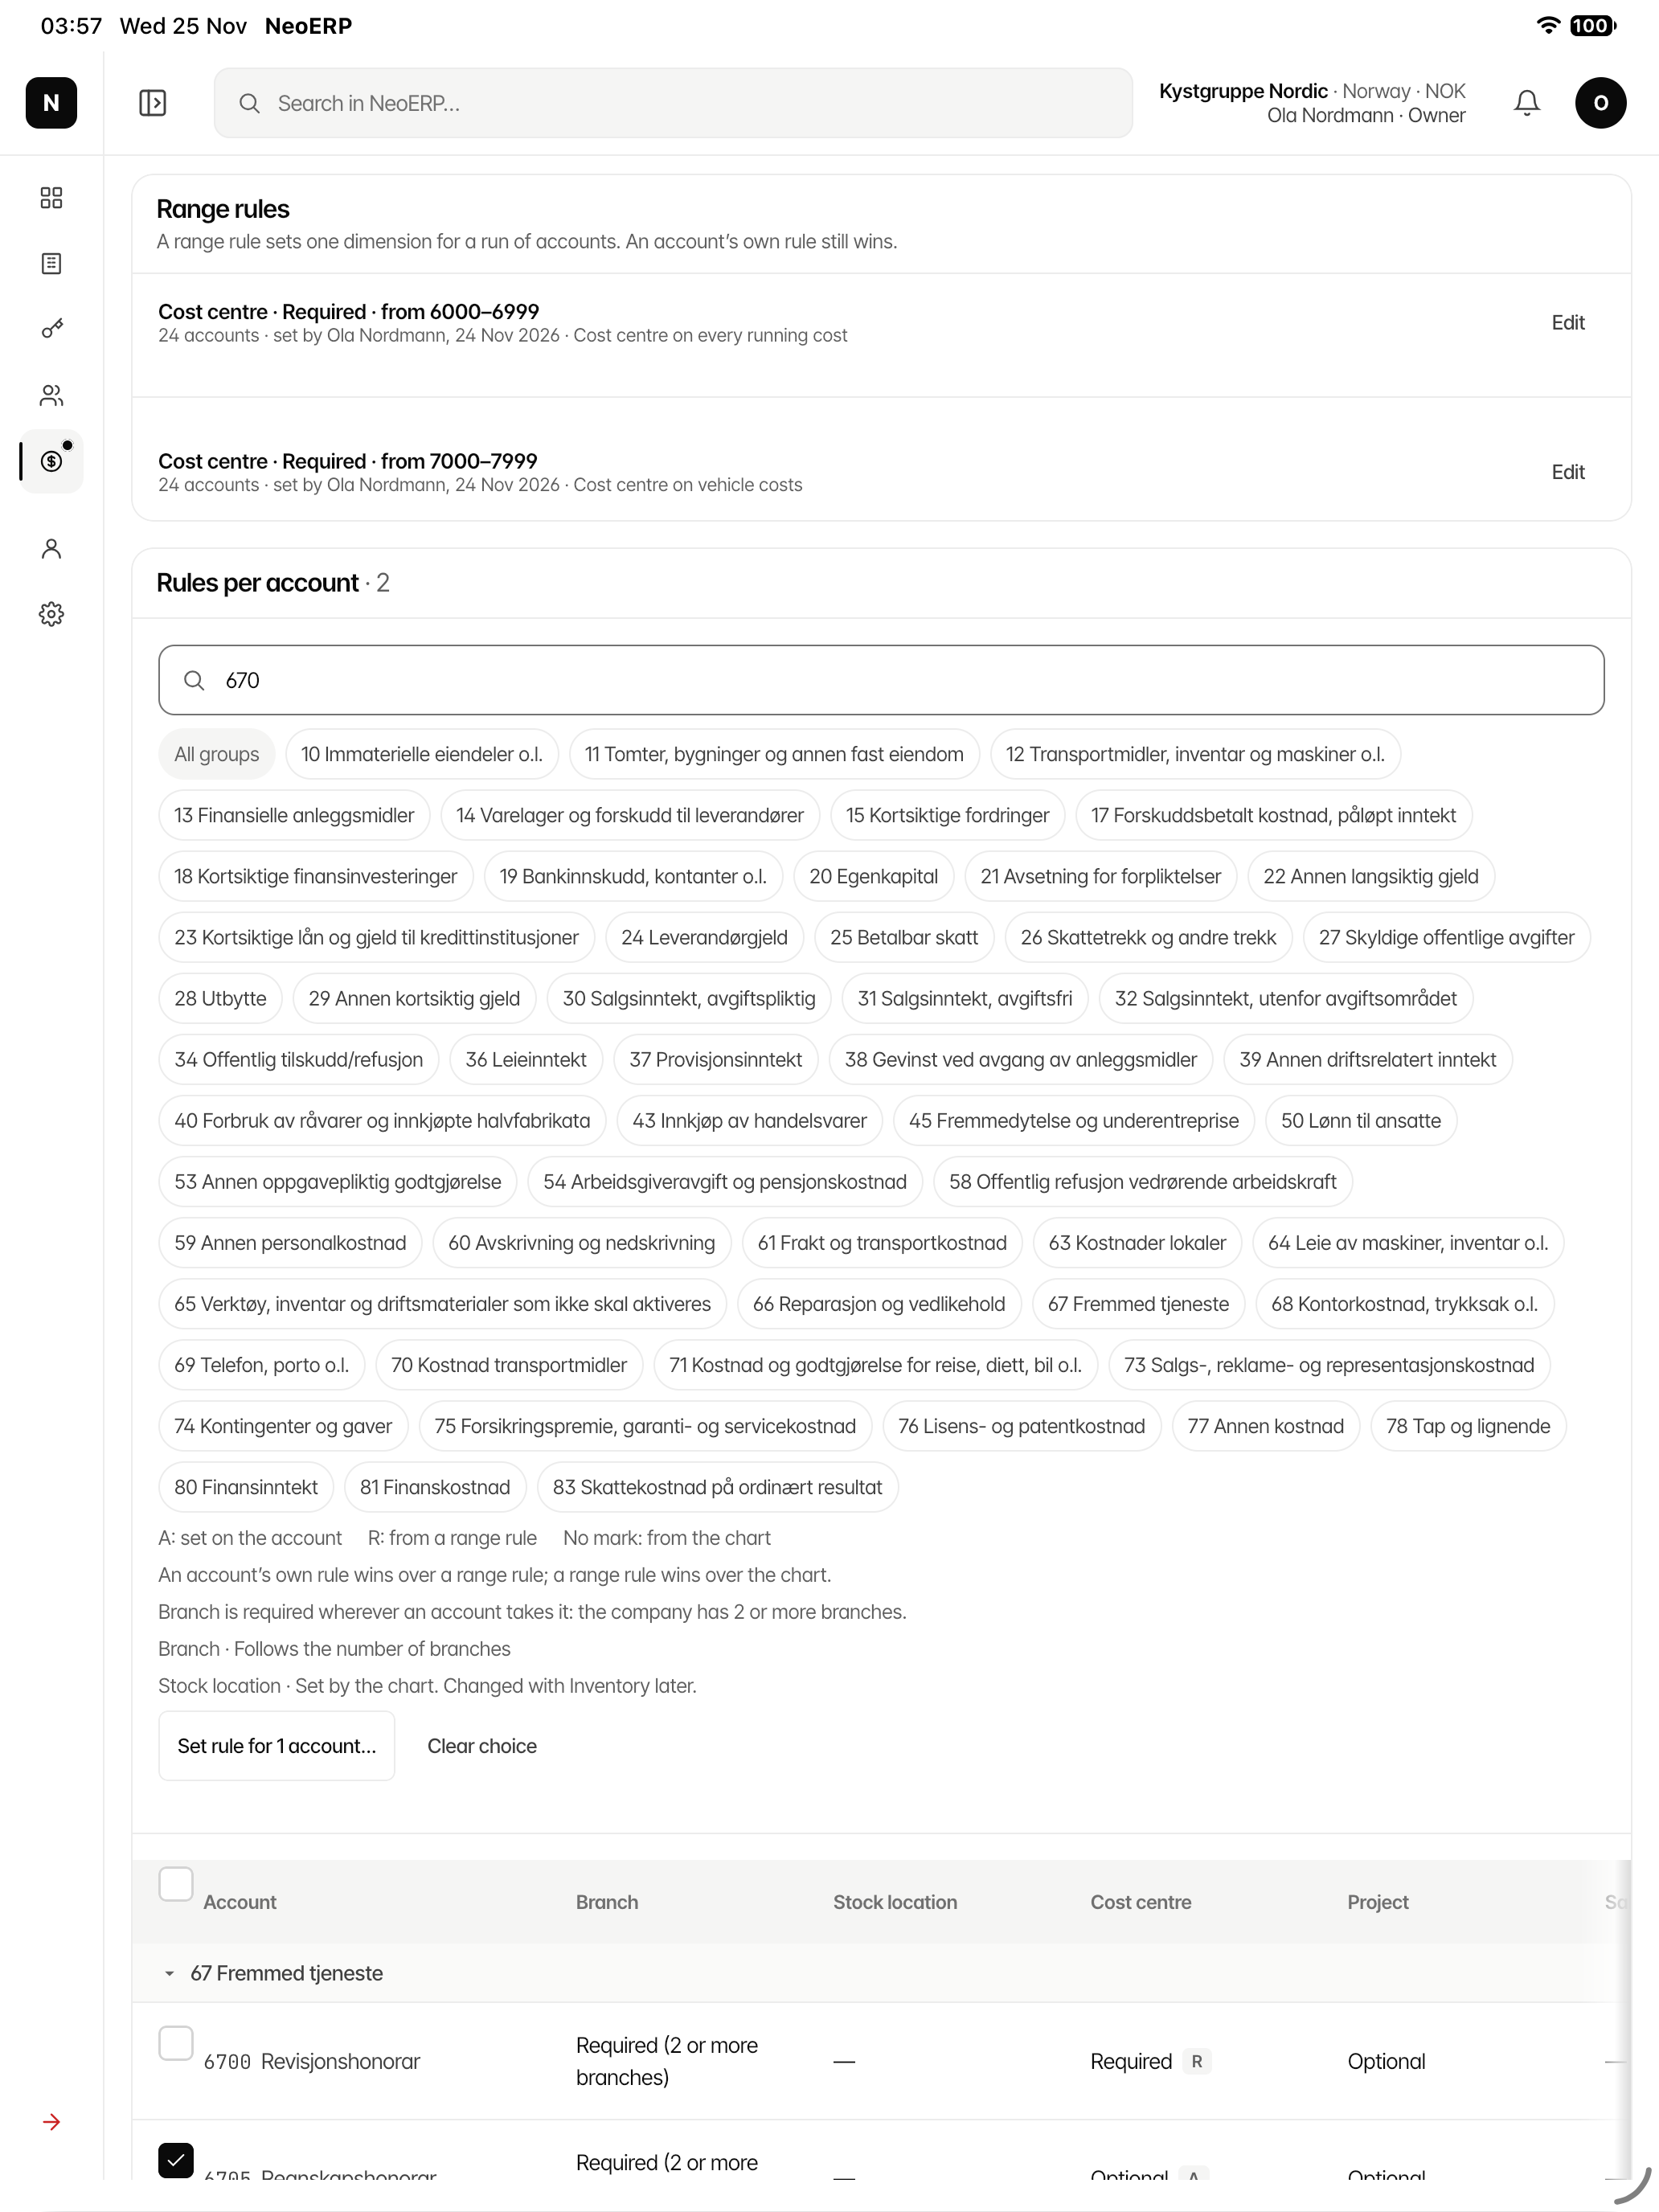 03:57 Wed 25 Nov NeoERP
100
N
Search in NeoERP...
Kystgruppe Nordic · Norway · NOK
Ola Nordmann · Owner
O
Range rules
A range rule sets one dimension for a run of accounts. An account’s own rule still wins.
Cost centre · Required · from 6000–6999
24 accounts · set by Ola Nordmann, 24 Nov 2026 · Cost centre on every running cost
Edit
Cost centre · Required · from 7000–7999
24 accounts · set by Ola Nordmann, 24 Nov 2026 · Cost centre on vehicle costs
Edit
Rules per account · 2
670
All groups 10 Immaterielle eiendeler o.l. 11 Tomter, bygninger og annen fast eiendom 12 Transportmidler, inventar og maskiner o.l.
13 Finansielle anleggsmidler 14 Varelager og forskudd til leverandører 15 Kortsiktige fordringer 17 Forskuddsbetalt kostnad, påløpt inntekt
18 Kortsiktige finansinvesteringer 19 Bankinnskudd, kontanter o.l. 20 Egenkapital 21 Avsetning for forpliktelser 22 Annen langsiktig gjeld
23 Kortsiktige lån og gjeld til kredittinstitusjoner 24 Leverandørgjeld 25 Betalbar skatt 26 Skattetrekk og andre trekk 27 Skyldige offentlige avgifter
28 Utbytte 29 Annen kortsiktig gjeld 30 Salgsinntekt, avgiftspliktig 31 Salgsinntekt, avgiftsfri 32 Salgsinntekt, utenfor avgiftsområdet
34 Offentlig tilskudd/refusjon 36 Leieinntekt 37 Provisjonsinntekt 38 Gevinst ved avgang av anleggsmidler 39 Annen driftsrelatert inntekt
40 Forbruk av råvarer og innkjøpte halvfabrikata 43 Innkjøp av handelsvarer 45 Fremmedytelse og underentreprise 50 Lønn til ansatte
53 Annen oppgavepliktig godtgjørelse 54 Arbeidsgiveravgift og pensjonskostnad 58 Offentlig refusjon vedrørende arbeidskraft
59 Annen personalkostnad 60 Avskrivning og nedskrivning 61 Frakt og transportkostnad 63 Kostnader lokaler 64 Leie av maskiner, inventar o.l.
65 Verktøy, inventar og driftsmaterialer som ikke skal aktiveres 66 Reparasjon og vedlikehold 67 Fremmed tjeneste 68 Kontorkostnad, trykksak o.l.
69 Telefon, porto o.l. 70 Kostnad transportmidler 71 Kostnad og godtgjørelse for reise, diett, bil o.l. 73 Salgs-, reklame- og representasjonskostnad
74 Kontingenter og gaver 75 Forsikringspremie, garanti- og servicekostnad 76 Lisens- og patentkostnad 77 Annen kostnad 78 Tap og lignende
80 Finansinntekt 81 Finanskostnad 83 Skattekostnad på ordinært resultat
A: set on the account R: from a range rule No mark: from the chart
An account’s own rule wins over a range rule; a range rule wins over the chart.
Branch is required wherever an account takes it: the company has 2 or more branches.
Branch · Follows the number of branches
Stock location · Set by the chart. Changed with Inventory later.
Set rule for 1 account... Clear choice
Account Branch Stock location Cost centre Project
67 Fremmed tjeneste
6700 Revisjonshonorar Required (2 or more branches) — Required R Optional —
6705 Regnskapshonorar Required (2 or more — Optional A Optional —